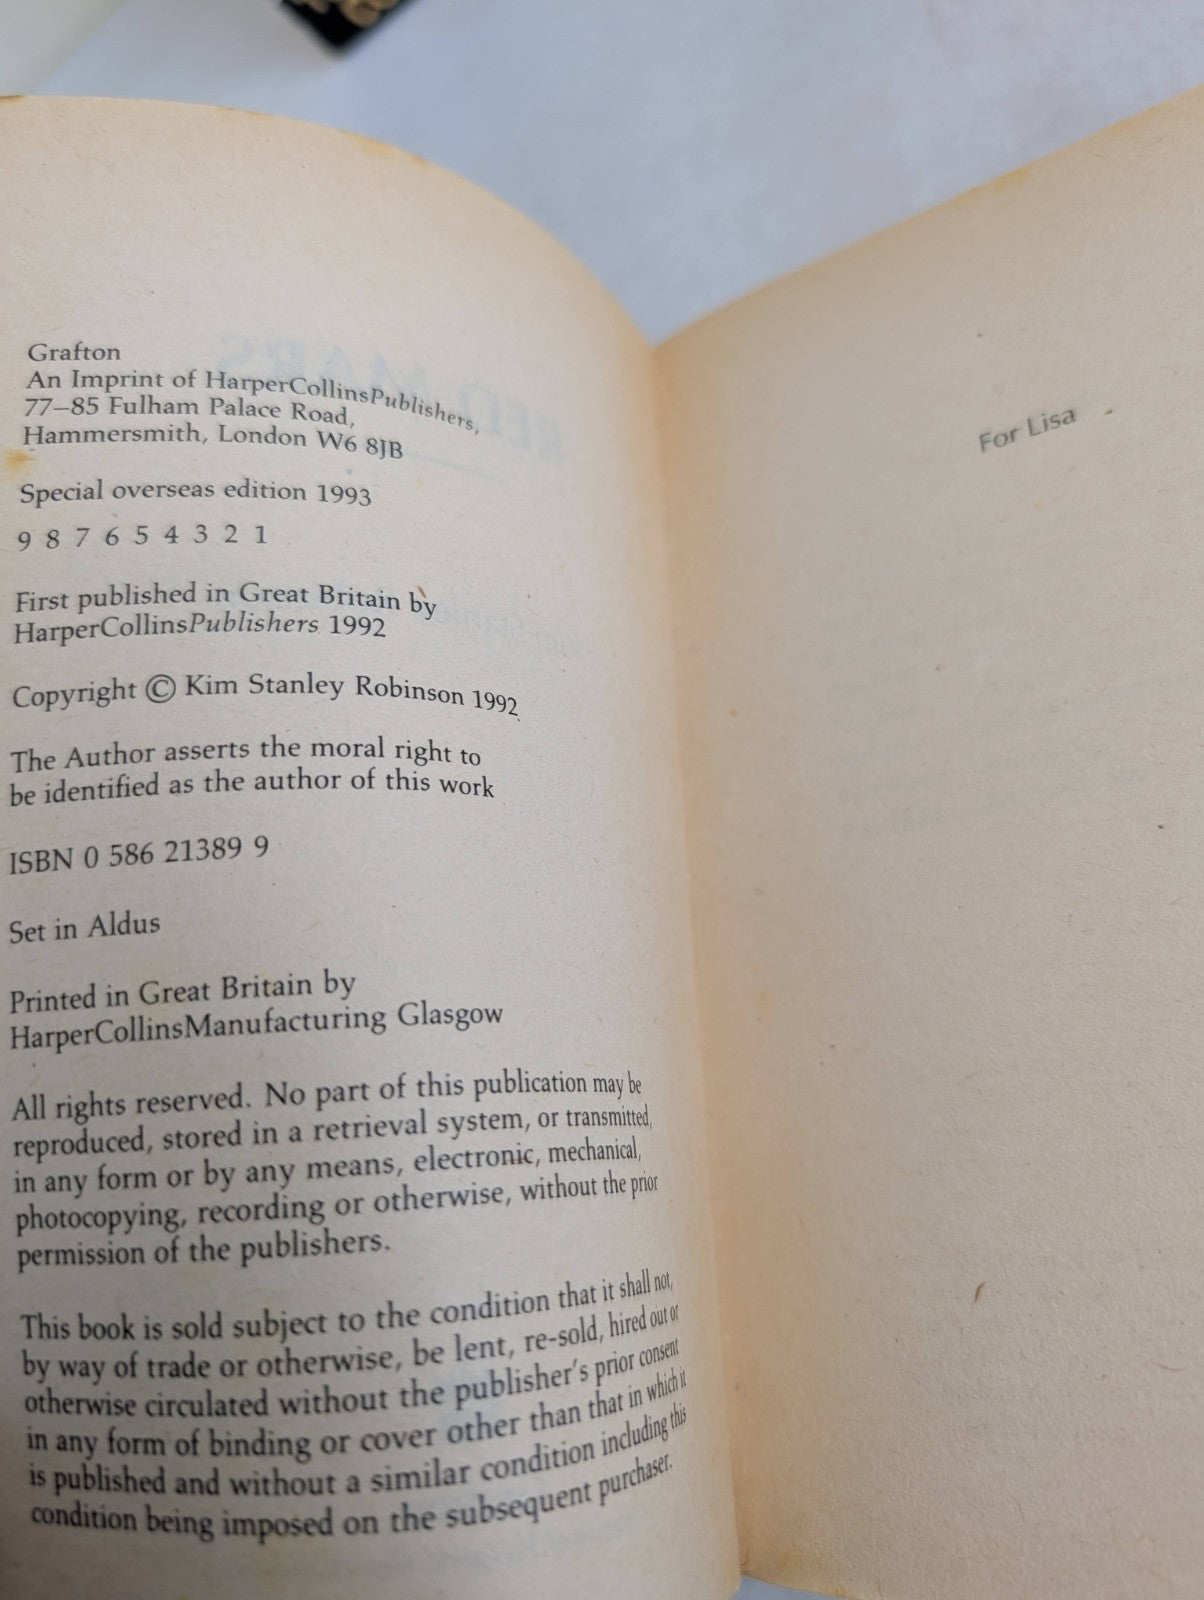 Grafton
An Imprint of HarperCollinsPublishers,
77–85 Fulham Palace Road,
Hammersmith, London W6 8JB
Special overseas edition 1993
9 8 7 6 5 4 3 2 1
First published in Great Britain by
HarperCollinsPublishers 1992
Copyright © Kim Stanley Robinson 1992
The Author asserts the moral right to
be identified as the author of this work
ISBN 0 586 21389 9
Set in Aldus
Printed in Great Britain by
HarperCollinsManufacturing Glasgow
All rights reserved. No part of this publication may be
reproduced, stored in a retrieval system, or transmitted,
in any form or by any means, electronic, mechanical,
photocopying, recording or otherwise, without the prior
permission of the publishers.
This book is sold subject to the condition that it shall not,
by way of trade or otherwise, be lent, re-sold, hired out or
otherwise circulated without the publisher's prior consent
in any form of binding or cover other than that in which it
is published and without a similar condition including this
condition being imposed on the subsequent purchaser.
For Lisa